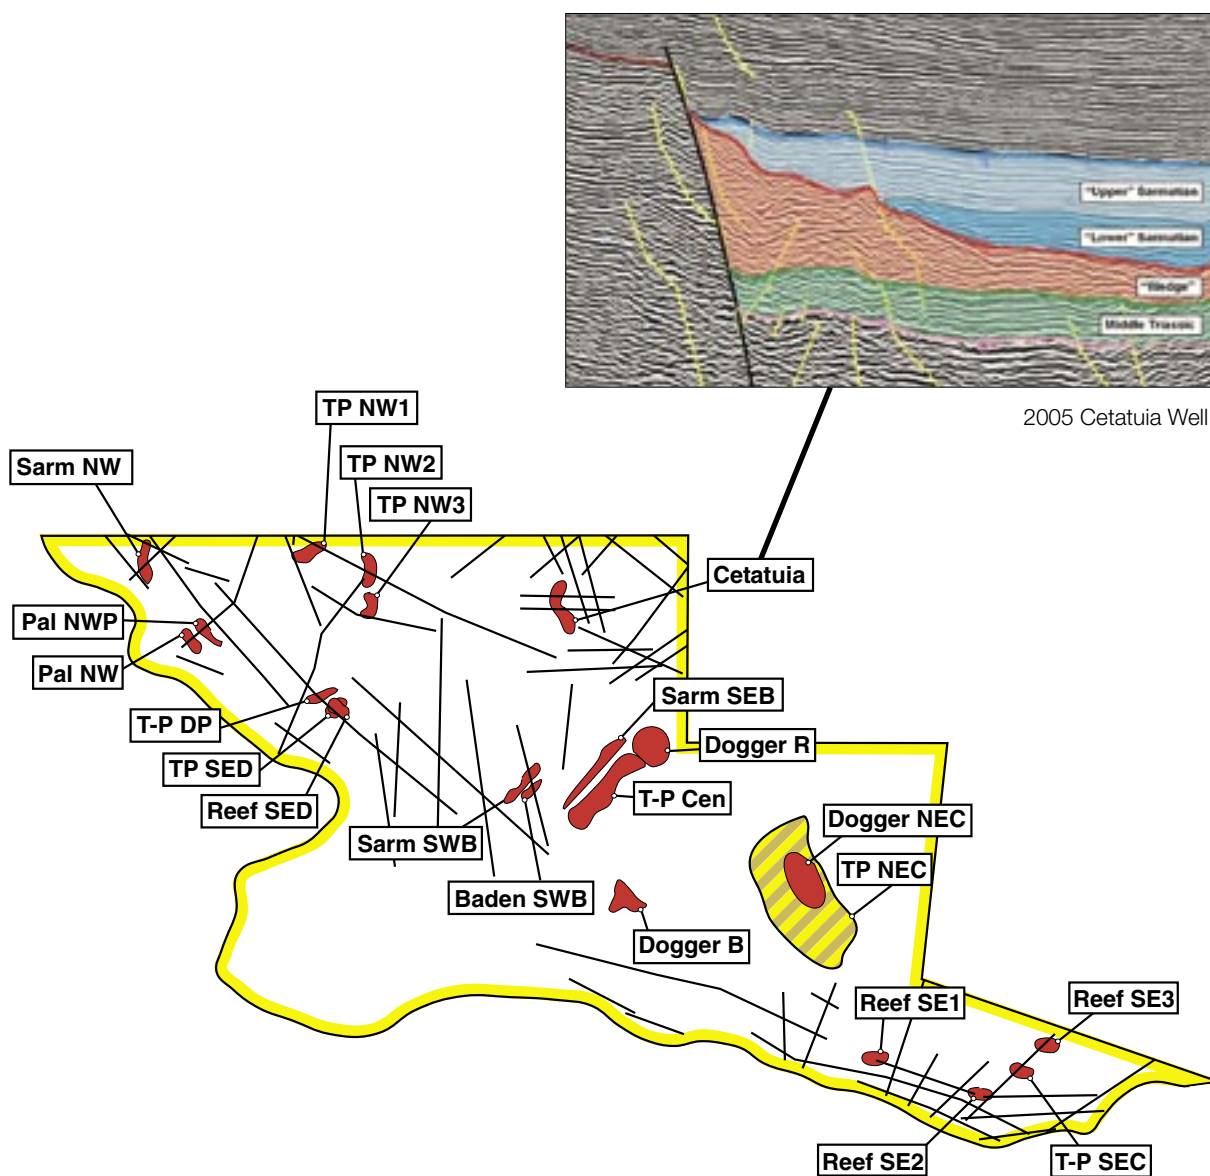 "Upper" Sarmatian
"Lower" Sarmatian
"Wedge"
Middle Triassic
2005 Cetatuia Well
TP NW1
Sarm NW
TP NW2
TP NW3
Cetatuia
Pal NWP
Pal NW
Sarm SEB
T-P DP
Dogger R
TP SED
T-P Cen
Reef SED
Dogger NEC
Sarm SWB
TP NEC
Baden SWB
Dogger B
Reef SE1
Reef SE3
Reef SE2
T-P SEC